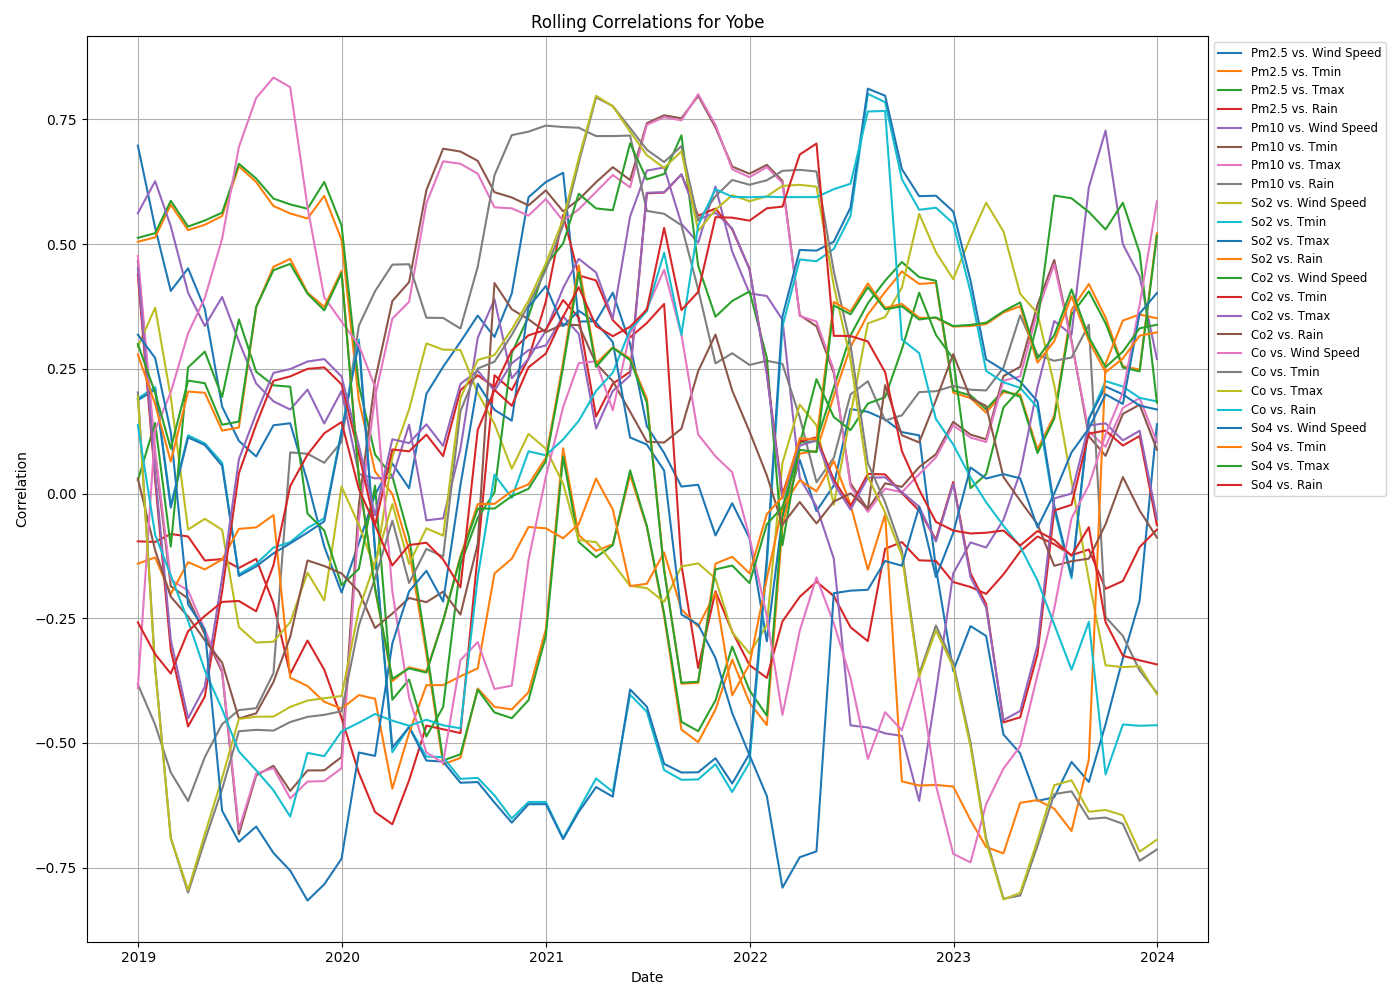 Rolling Correlations for Yobe
Correlation
0.75
0.50
0.25
0.00
−0.25
−0.50
−0.75
2019
2020
2021
2022
2023
2024
Date
Pm2.5 vs. Wind Speed
Pm2.5 vs. Tmin
Pm2.5 vs. Tmax
Pm2.5 vs. Rain
Pm10 vs. Wind Speed
Pm10 vs. Tmin
Pm10 vs. Tmax
Pm10 vs. Rain
So2 vs. Wind Speed
So2 vs. Tmin
So2 vs. Tmax
So2 vs. Rain
Co2 vs. Wind Speed
Co2 vs. Tmin
Co2 vs. Tmax
Co2 vs. Rain
Co vs. Wind Speed
Co vs. Tmin
Co vs. Tmax
Co vs. Rain
So4 vs. Wind Speed
So4 vs. Tmin
So4 vs. Tmax
So4 vs. Rain